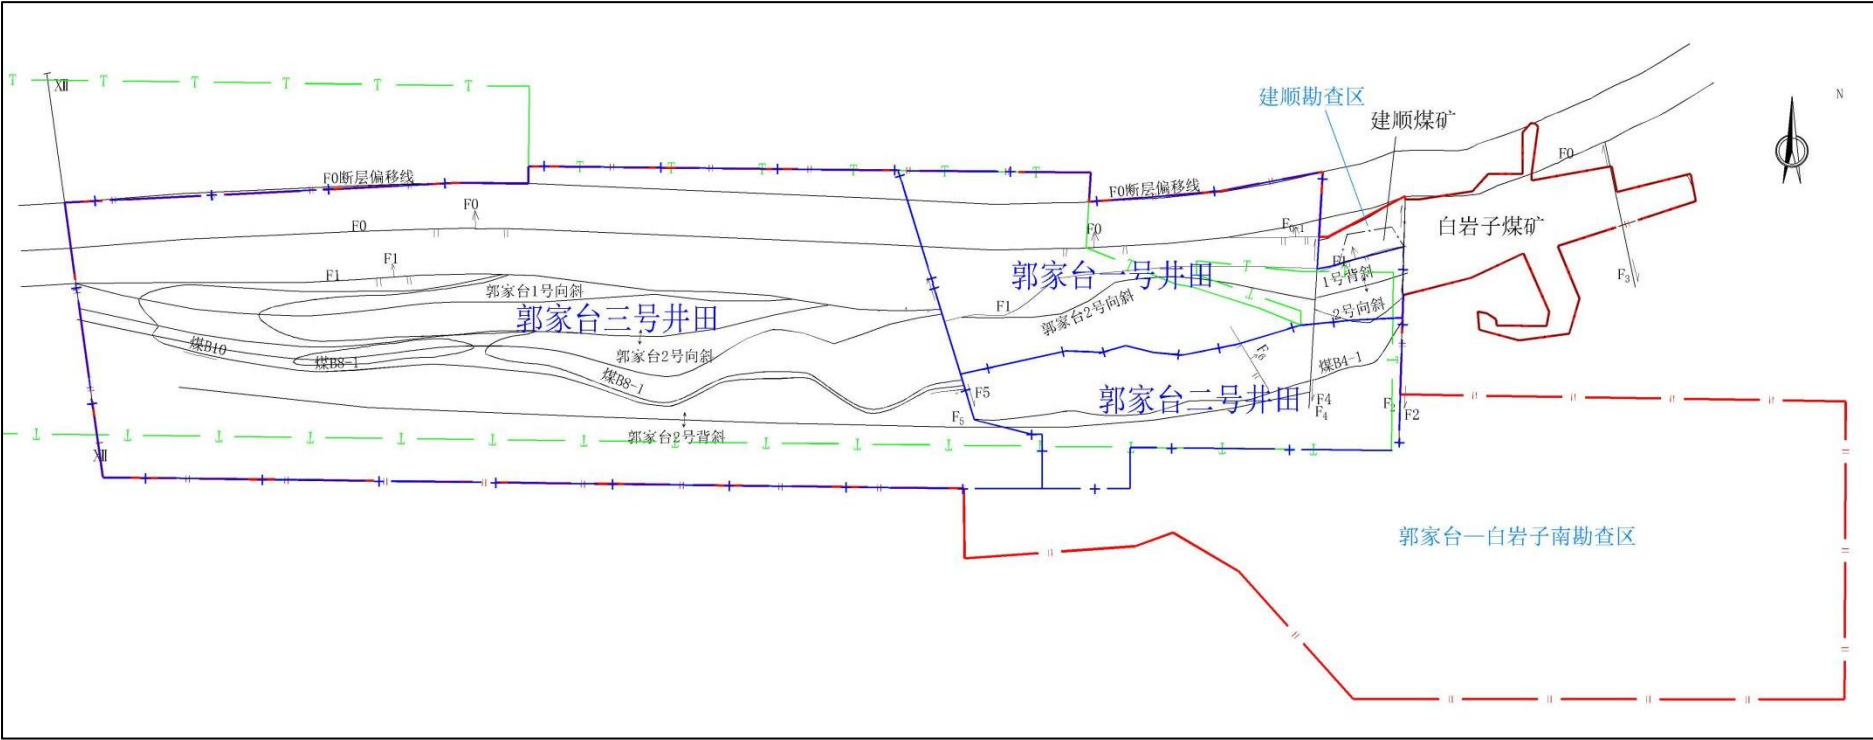 XII
建顺勘查区
N
建顺煤矿
F0
F0断层偏移线
F0断层偏移线
F0
F0
F0
白岩子煤矿
F1
F1
郭家台一号井田
F1
1号背斜
F3
郭家台1号向斜
F1
郭家台2号向斜
2号向斜
郭家台三号井田
煤B10
煤B8-1
郭家台2号向斜
煤B8-1
煤B4-1
F5
郭家台二号井田
F4
F4
F2
F2
F5
郭家台2号背斜
XII
郭家台—白岩子南勘查区